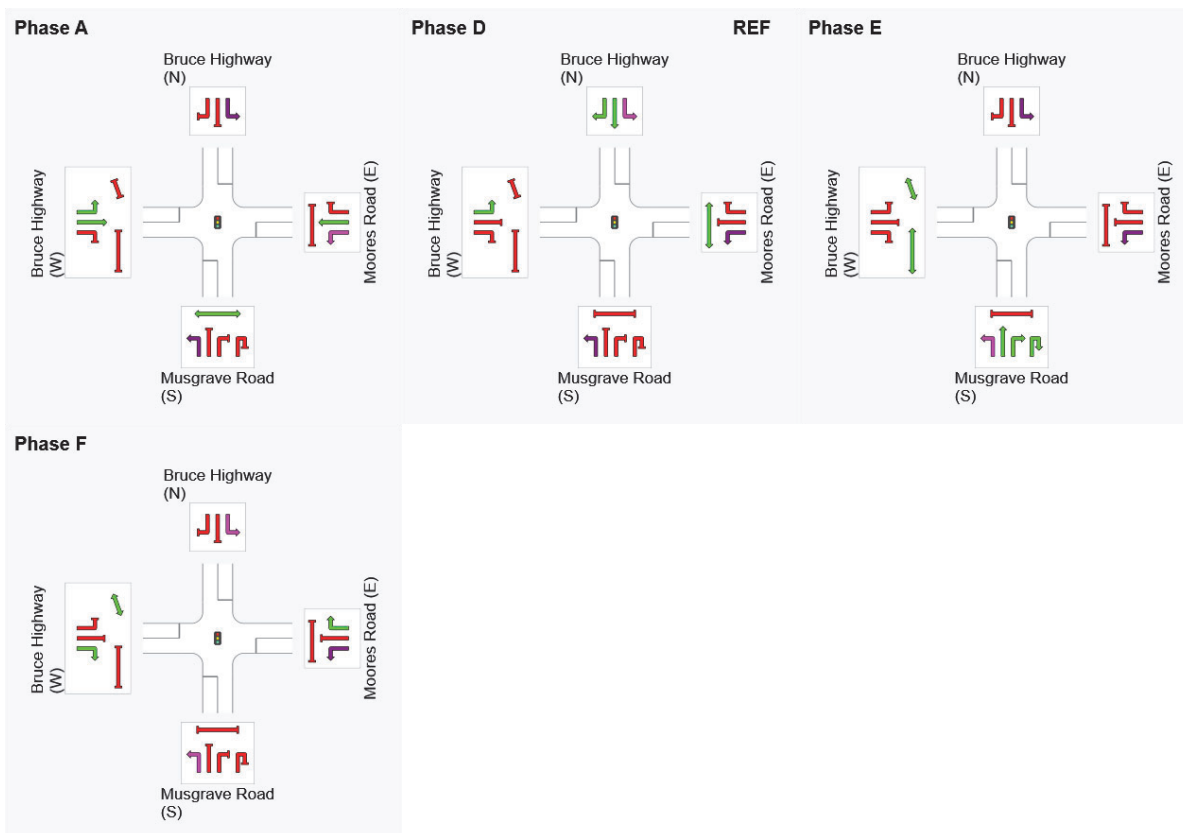 Phase A
Bruce Highway
(N)
Bruce Highway
(W)
Moores Road (E)
Musgrave Road
(S)
Phase D
REF
Bruce Highway
(N)
Bruce Highway
(W)
Moores Road (E)
Musgrave Road
(S)
Phase E
Bruce Highway
(N)
Bruce Highway
(W)
Moores Road (E)
Musgrave Road
(S)
Phase F
Bruce Highway
(N)
Bruce Highway
(W)
Moores Road (E)
Musgrave Road
(S)